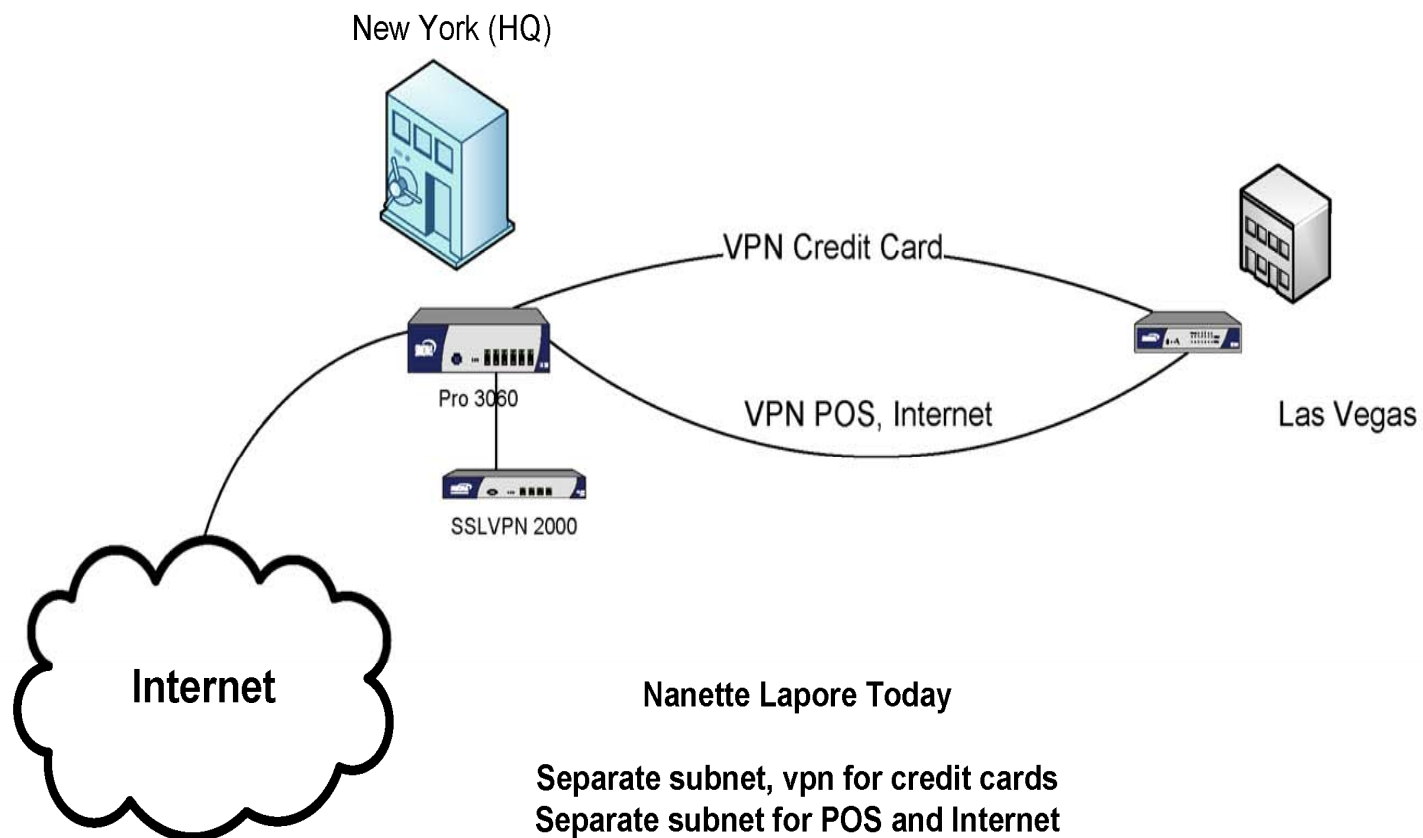 New York (HQ)
VPN Credit Card
Pro 3060
VPN POS, Internet
Las Vegas
SSLVPN 2000
Internet
Nanette Lapore Today
Separate subnet, vpn for credit cards
Separate subnet for POS and Internet